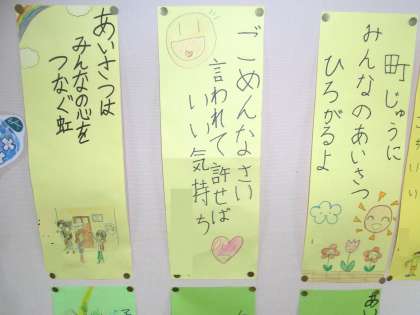 あいさつは
みんなの心を
つなぐ虹
ごめんなさい
言われて許せば
いい気持ち
町じゅうに
みんなのあいさつ
ひろがるよ